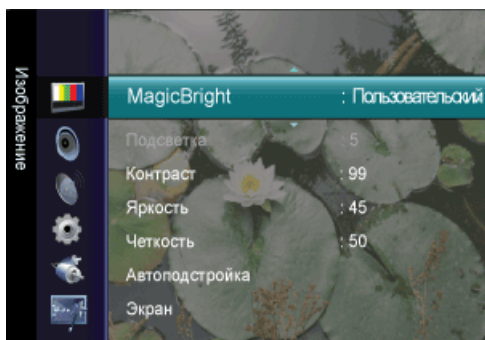 Изображение
MagicBright : Пользовательский
Подсветка : 5
Контраст : 99
Яркость : 45
Четкость : 50
Автоподстройка
Экран